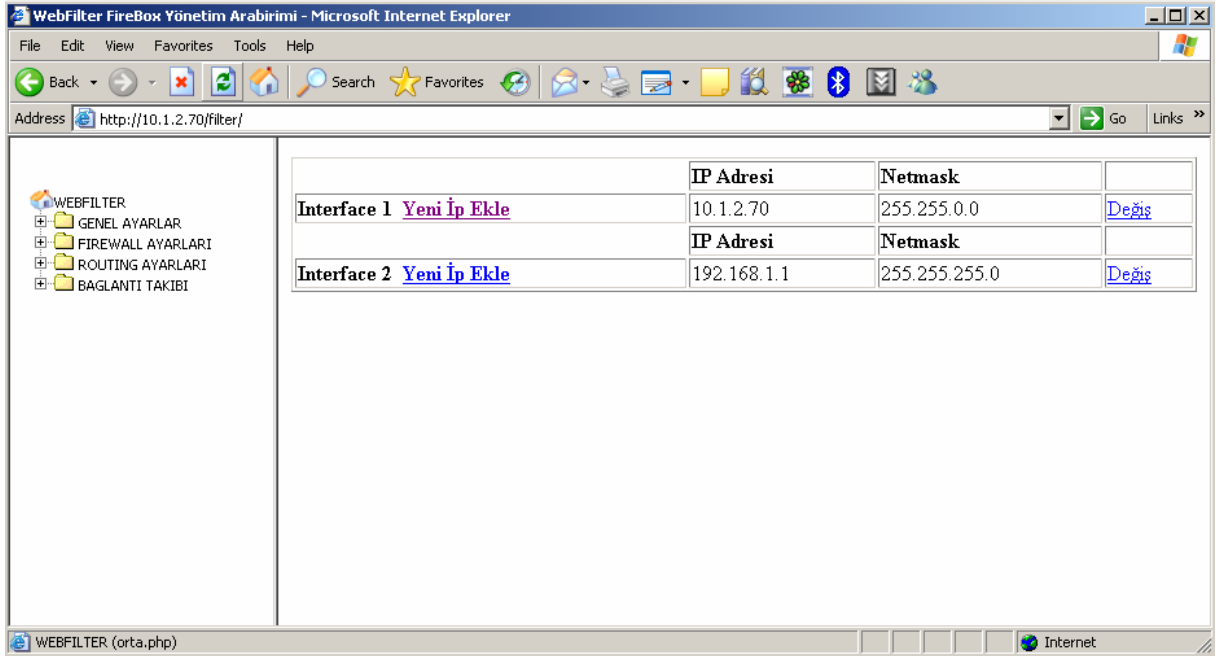 WebFilter FireBox Yönetim Arabirimi - Microsoft Internet Explorer
File Edit View Favorites Tools Help
Back Search Favorites
Address http://10.1.2.70/filter/ Go Links »
WEBFILTER
GENEL AYARLAR
FIREWALL AYARLARI
ROUTING AYARLARI
BAGLANTI TAKIBI
IP Adresi Netmask
Interface 1 Yeni İp Ekle 10.1.2.70 255.255.0.0 Değiş
IP Adresi Netmask
Interface 2 Yeni İp Ekle 192.168.1.1 255.255.255.0 Değiş
WEBFILTER (orta.php) Internet